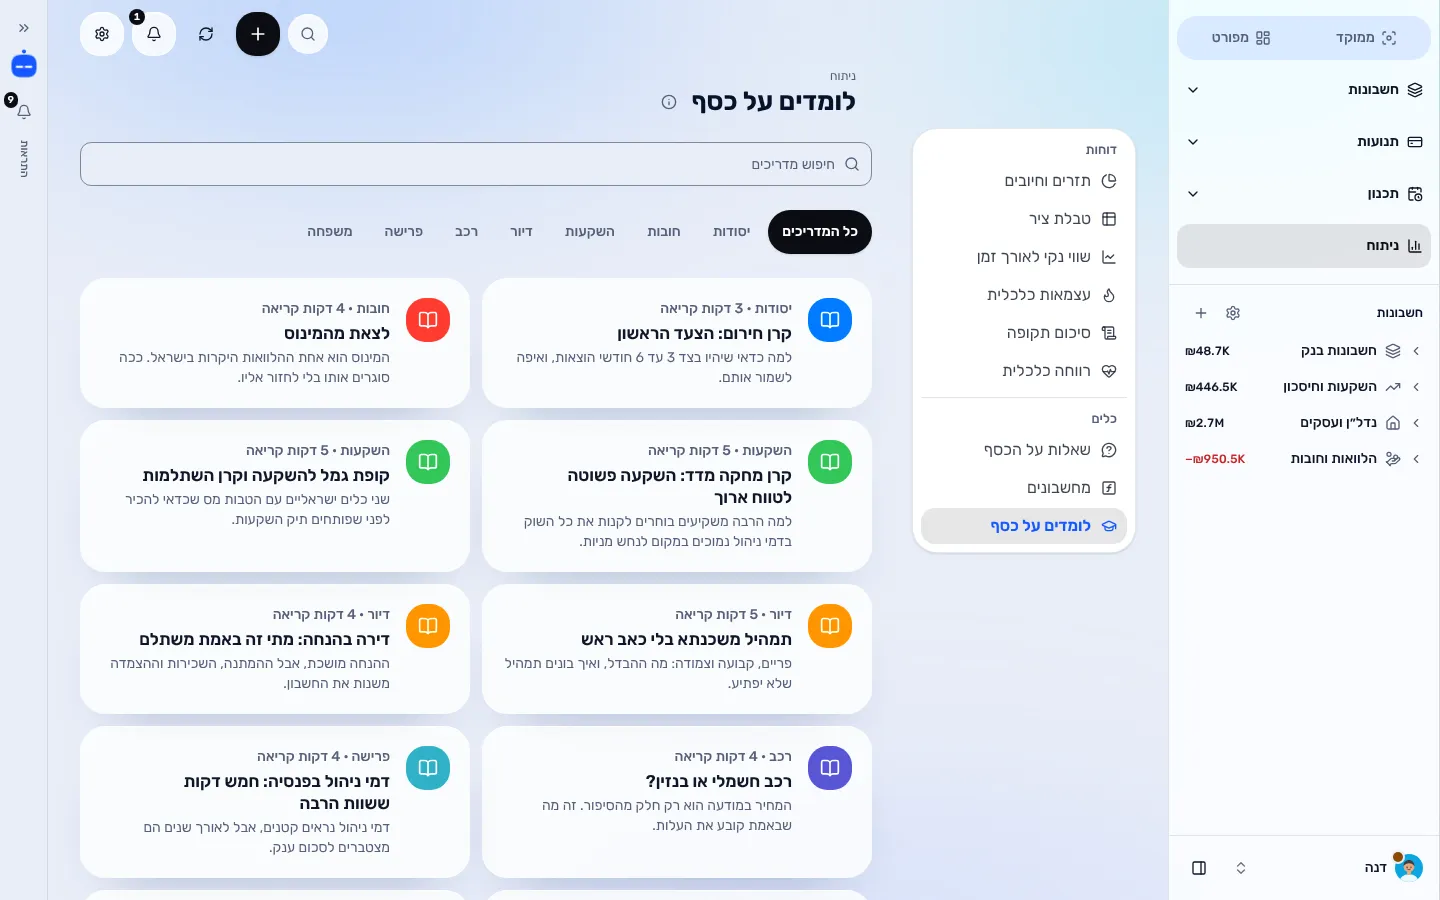 ממוקד
מפורט
חשבונות
תנועות
תכנון
ניתוח
חשבונות
חשבונות בנק
₪48.7K
השקעות וחיסכון
₪446.5K
נדל״ן ועסקים
₪2.7M
הלוואות וחובות
−₪950.5K
דנה
דוחות
תזרים וחיובים
טבלת ציר
שווי נקי לאורך זמן
עצמאות כלכלית
סיכום תקופה
רווחה כלכלית
כלים
שאלות על הכסף
מחשבונים
לומדים על כסף
1
ניתוח
לומדים על כסף
חיפוש מדריכים
כל המדריכים
יסודות
חובות
השקעות
דיור
רכב
פרישה
משפחה
יסודות • 3 דקות קריאה
קרן חירום: הצעד הראשון
למה כדאי שיהיו בצד 3 עד 6 חודשי הוצאות, ואיפה
לשמור אותם.
חובות • 4 דקות קריאה
לצאת מהמינוס
המינוס הוא אחת ההלוואות היקרות בישראל. ככה
סוגרים אותו בלי לחזור אליו.
השקעות • 5 דקות קריאה
קרן מחקה מדד: השקעה פשוטה
לטווח ארוך
למה הרבה משקיעים בוחרים לקנות את כל השוק
בדמי ניהול נמוכים במקום לנחש מניות.
השקעות • 5 דקות קריאה
קופת גמל להשקעה וקרן השתלמות
שני כלים ישראליים עם הטבות מס שכדאי להכיר
לפני שפותחים תיק השקעות.
דיור • 5 דקות קריאה
תמהיל משכנתא בלי כאב ראש
פריים, קבועה וצמודה: מה ההבדל, ואיך בונים תמהיל
שלא יפתיע.
דיור • 4 דקות קריאה
דירה בהנחה: מתי זה באמת משתלם
ההנחה מושכת, אבל ההמתנה, השכירות וההצמדה
משנות את החשבון.
רכב • 4 דקות קריאה
רכב חשמלי או בנזין?
המחיר במודעה הוא רק חלק מהסיפור. זה מה
שבאמת קובע את העלות.
פרישה • 4 דקות קריאה
דמי ניהול בפנסיה: חמש דקות
ששוות הרבה
דמי ניהול נראים קטנים, אבל לאורך שנים הם
מצטברים לסכום ענק.
9
התראות